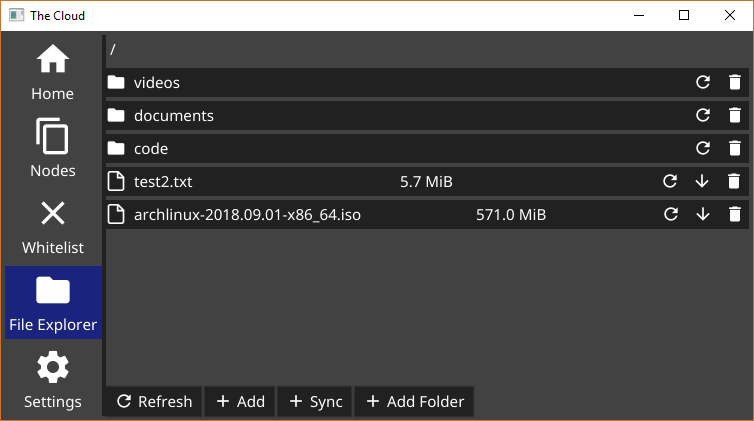 The Cloud
/
Home
Nodes
Whitelist
File Explorer
Settings
videos
documents
code
test2.txt 5.7 MiB
archlinux-2018.09.01-x86_64.iso 571.0 MiB
Refresh Add Sync Add Folder